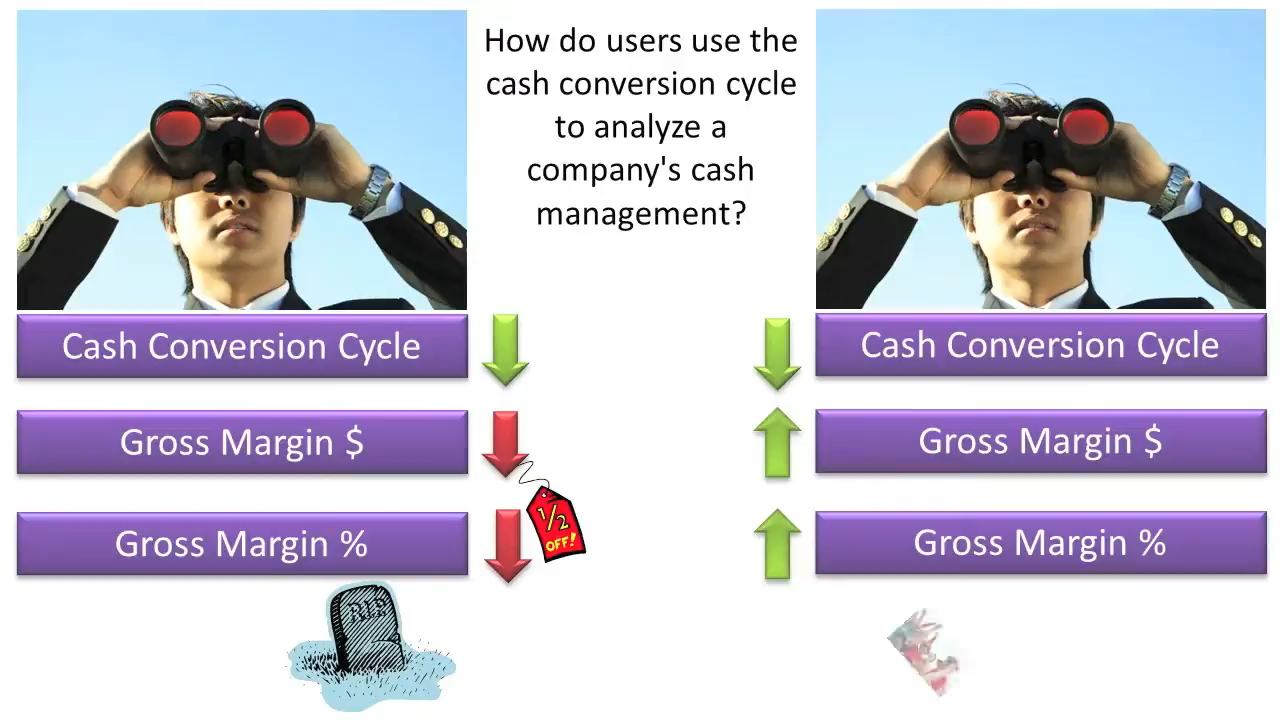 How do users use the
cash conversion cycle
to analyze a
company's cash
management?
Cash Conversion Cycle
Gross Margin $
Gross Margin %
1/2
OFF!
RIP
Cash Conversion Cycle
Gross Margin $
Gross Margin %